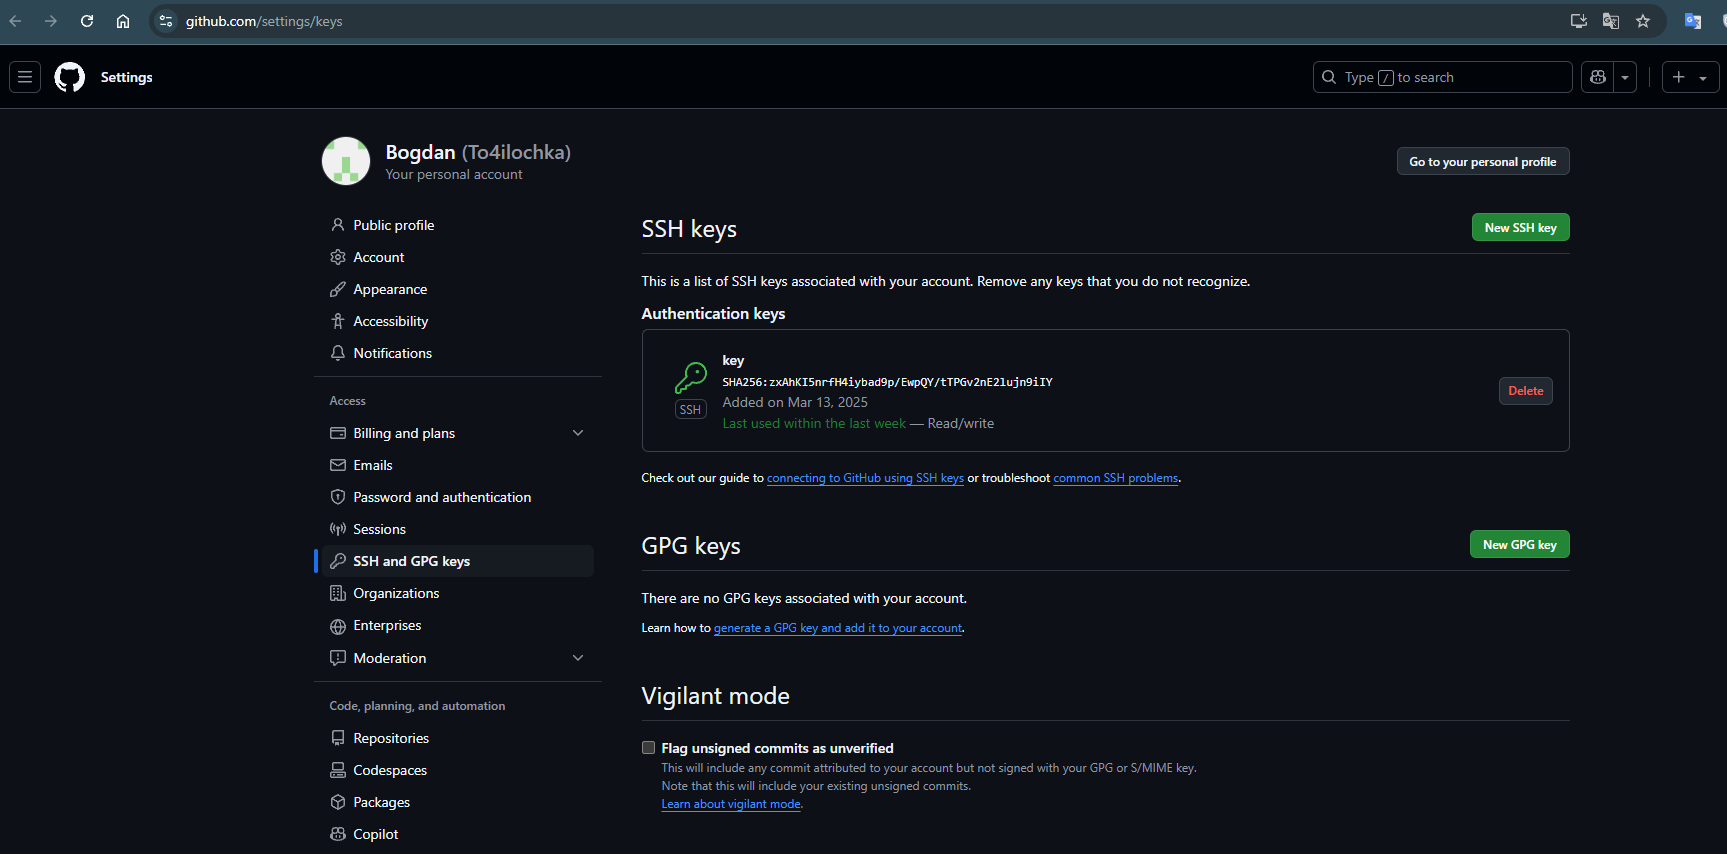 github.com/settings/keys
Settings
Type / to search
Bogdan (To4ilochka)
Your personal account
Go to your personal profile
Public profile
Account
Appearance
Accessibility
Notifications
Access
Billing and plans
Emails
Password and authentication
Sessions
SSH and GPG keys
Organizations
Enterprises
Moderation
Code, planning, and automation
Repositories
Codespaces
Packages
Copilot
SSH keys
New SSH key
This is a list of SSH keys associated with your account. Remove any keys that you do not recognize.
Authentication keys
key
SHA256:zxAhKI5nrfH4iybad9p/EwpQY/tTPGv2nE2lujn9iIY
Added on Mar 13, 2025
Last used within the last week — Read/write
SSH
Delete
Check out our guide to connecting to GitHub using SSH keys or troubleshoot common SSH problems.
GPG keys
New GPG key
There are no GPG keys associated with your account.
Learn how to generate a GPG key and add it to your account.
Vigilant mode
Flag unsigned commits as unverified
This will include any commit attributed to your account but not signed with your GPG or S/MIME key.
Note that this will include your existing unsigned commits.
Learn about vigilant mode.